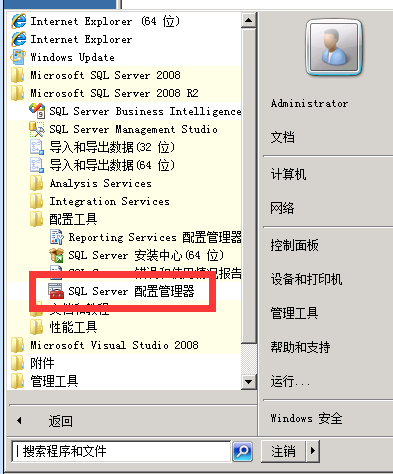 Internet Explorer (64 位)
Internet Explorer
Windows Update
Microsoft SQL Server 2008
Microsoft SQL Server 2008 R2
SQL Server Business Intelligence
SQL Server Management Studio
导入和导出数据(32 位)
导入和导出数据(64 位)
Analysis Services
Integration Services
配置工具
Reporting Services 配置管理器
SQL Server 安装中心(64 位)
SQL Server 错误和使用情况报告
SQL Server 配置管理器
文档和教程
性能工具
Microsoft Visual Studio 2008
附件
管理工具
返回
搜索程序和文件
Administrator
文档
计算机
网络
控制面板
设备和打印机
管理工具
帮助和支持
运行...
Windows 安全
注销